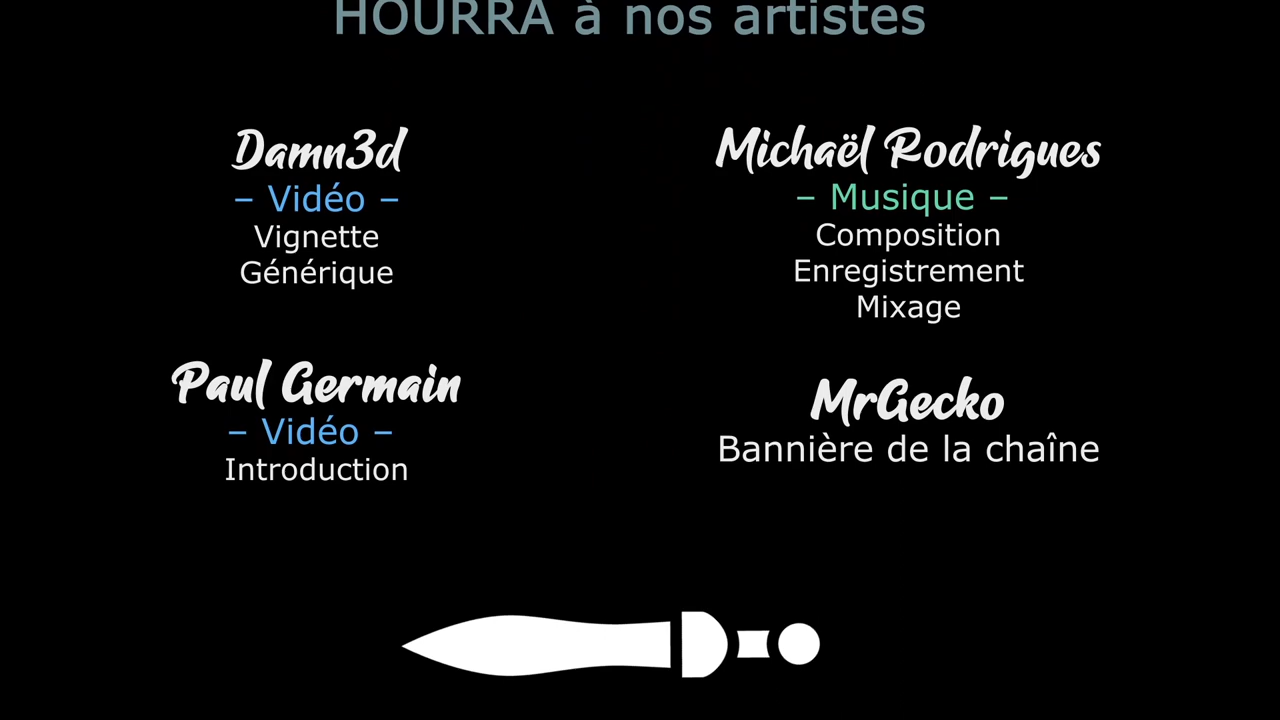 HOURRA à nos artistes
Damn3d
– Vidéo –
Vignette
Générique
Michaël Rodrigues
– Musique –
Composition
Enregistrement
Mixage
Paul Germain
– Vidéo –
Introduction
MrGecko
Bannière de la chaîne